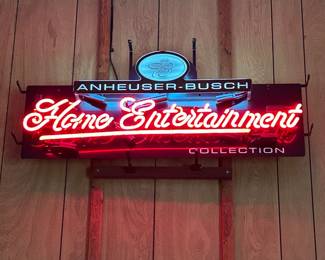 ANHEUSER-BUSCH
Home Entertainment
COLLECTION